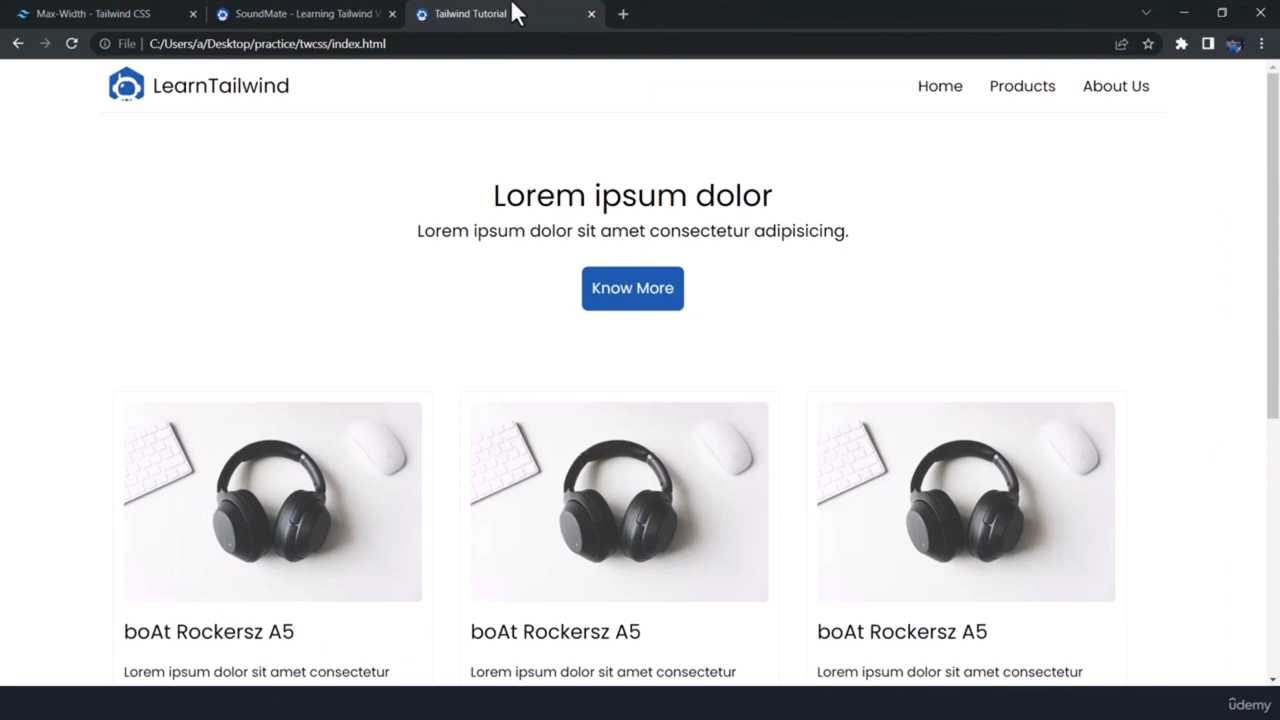 Max-Width - Tailwind CSS
SoundMate - Learning Tailwind
Tailwind Tutorial
File
C:/Users/a/Desktop/practice/twcss/index.html
LearnTailwind
Home
Products
About Us
Lorem ipsum dolor
Lorem ipsum dolor sit amet consectetur adipisicing.
Know More
boAt Rockersz A5
boAt Rockersz A5
boAt Rockersz A5
Lorem ipsum dolor sit amet consectetur
Lorem ipsum dolor sit amet consectetur
Lorem ipsum dolor sit amet consectetur
ûdemy